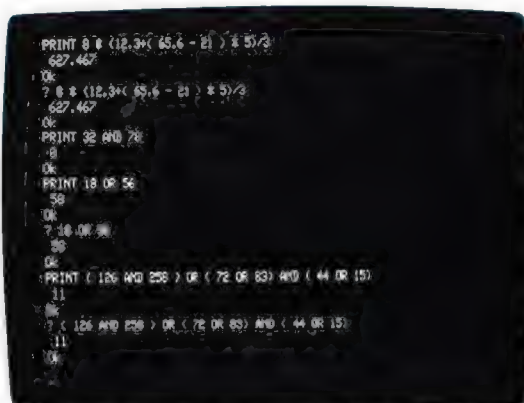 PRINT 8 * (12.3+( 65.6 - 21 ) * 5)/3
627.467
Ok
? 8 * (12.3+( 65.6 - 21 ) * 5)/3
627.467
Ok
PRINT 32 AND 78
0
Ok
PRINT 18 OR 56
58
Ok
? 18 OR 56
58
Ok
PRINT ( 126 AND 256 ) OR ( 72 OR 83) AND ( 44 OR 15)
11
Ok
? ( 126 AND 256 ) OR ( 72 OR 83) AND ( 44 OR 15)
11
Ok